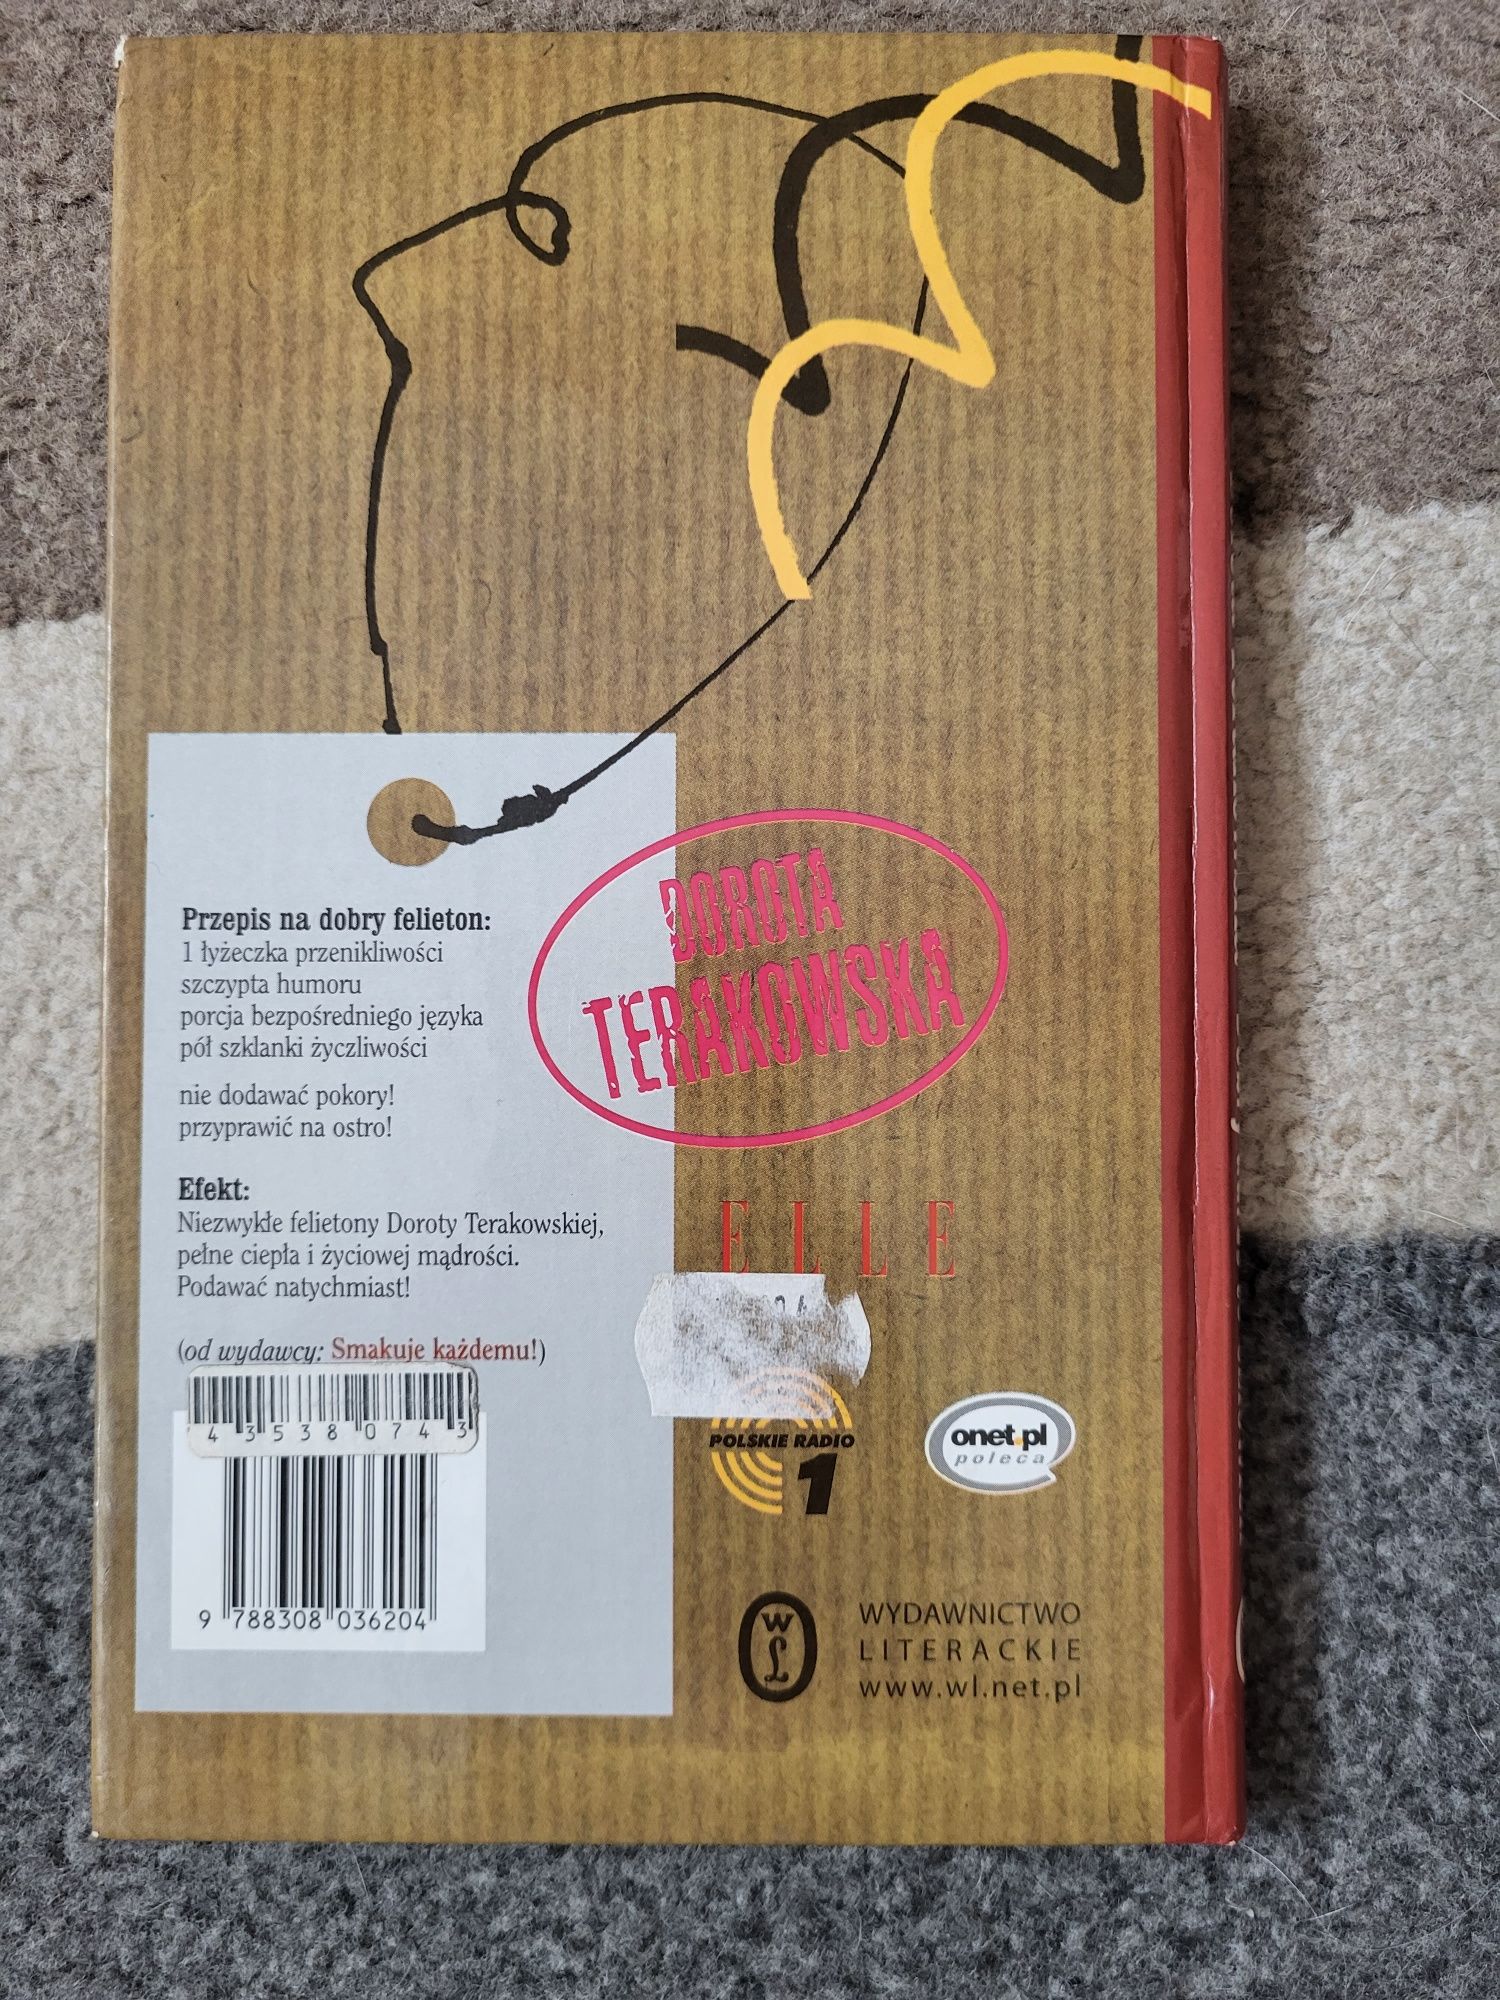 Przepis na dobry felieton:
1 łyżeczka przenikliwości
szczypta humoru
porcja bezpośredniego języka
pół szklanki życzliwości
nie dodawać pokory!
przyprawić na ostro!
Efekt:
Niezwykłe felietony Doroty Terakowskiej,
pełne ciepła i życiowej mądrości.
Podawać natychmiast!
(od wydawcy: Smakuje każdemu!)
43538 0743
9 788308 036204
DOROTA
TERAKOWSKA
ELLE
POLSKIE RADIO
1
onet.pl
poleca
WL
WYDAWNICTWO
LITERACKIE
www.wl.net.pl